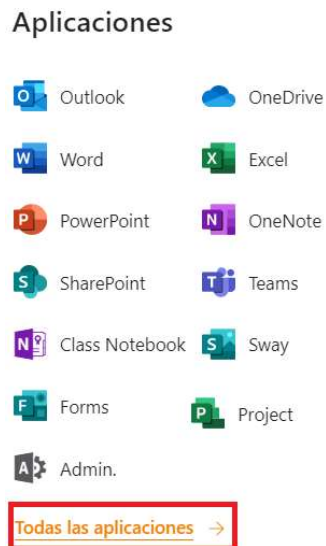 Aplicaciones
Outlook OneDrive
Word Excel
PowerPoint OneNote
SharePoint Teams
Class Notebook Sway
Forms Project
Admin.
Todas las aplicaciones →